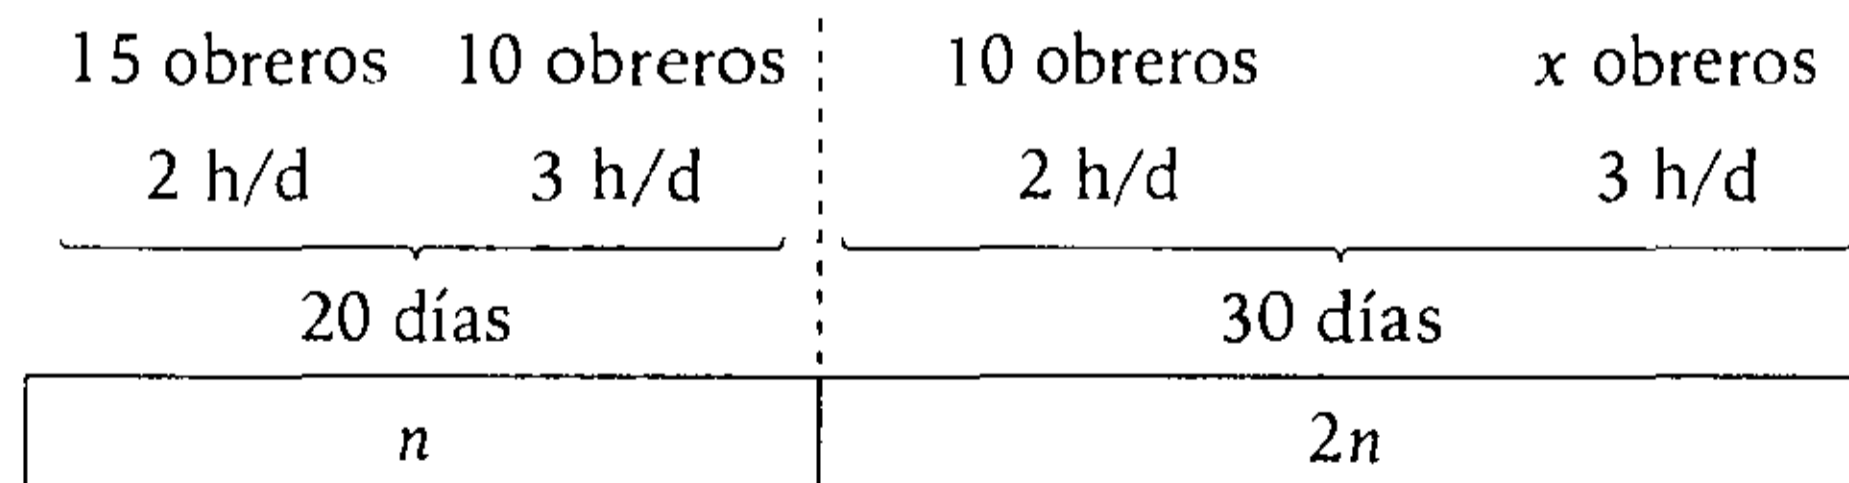 15 obreros 10 obreros 10 obreros x obreros
2 h/d 3 h/d 2 h/d 3 h/d
20 días 30 días
n 2n